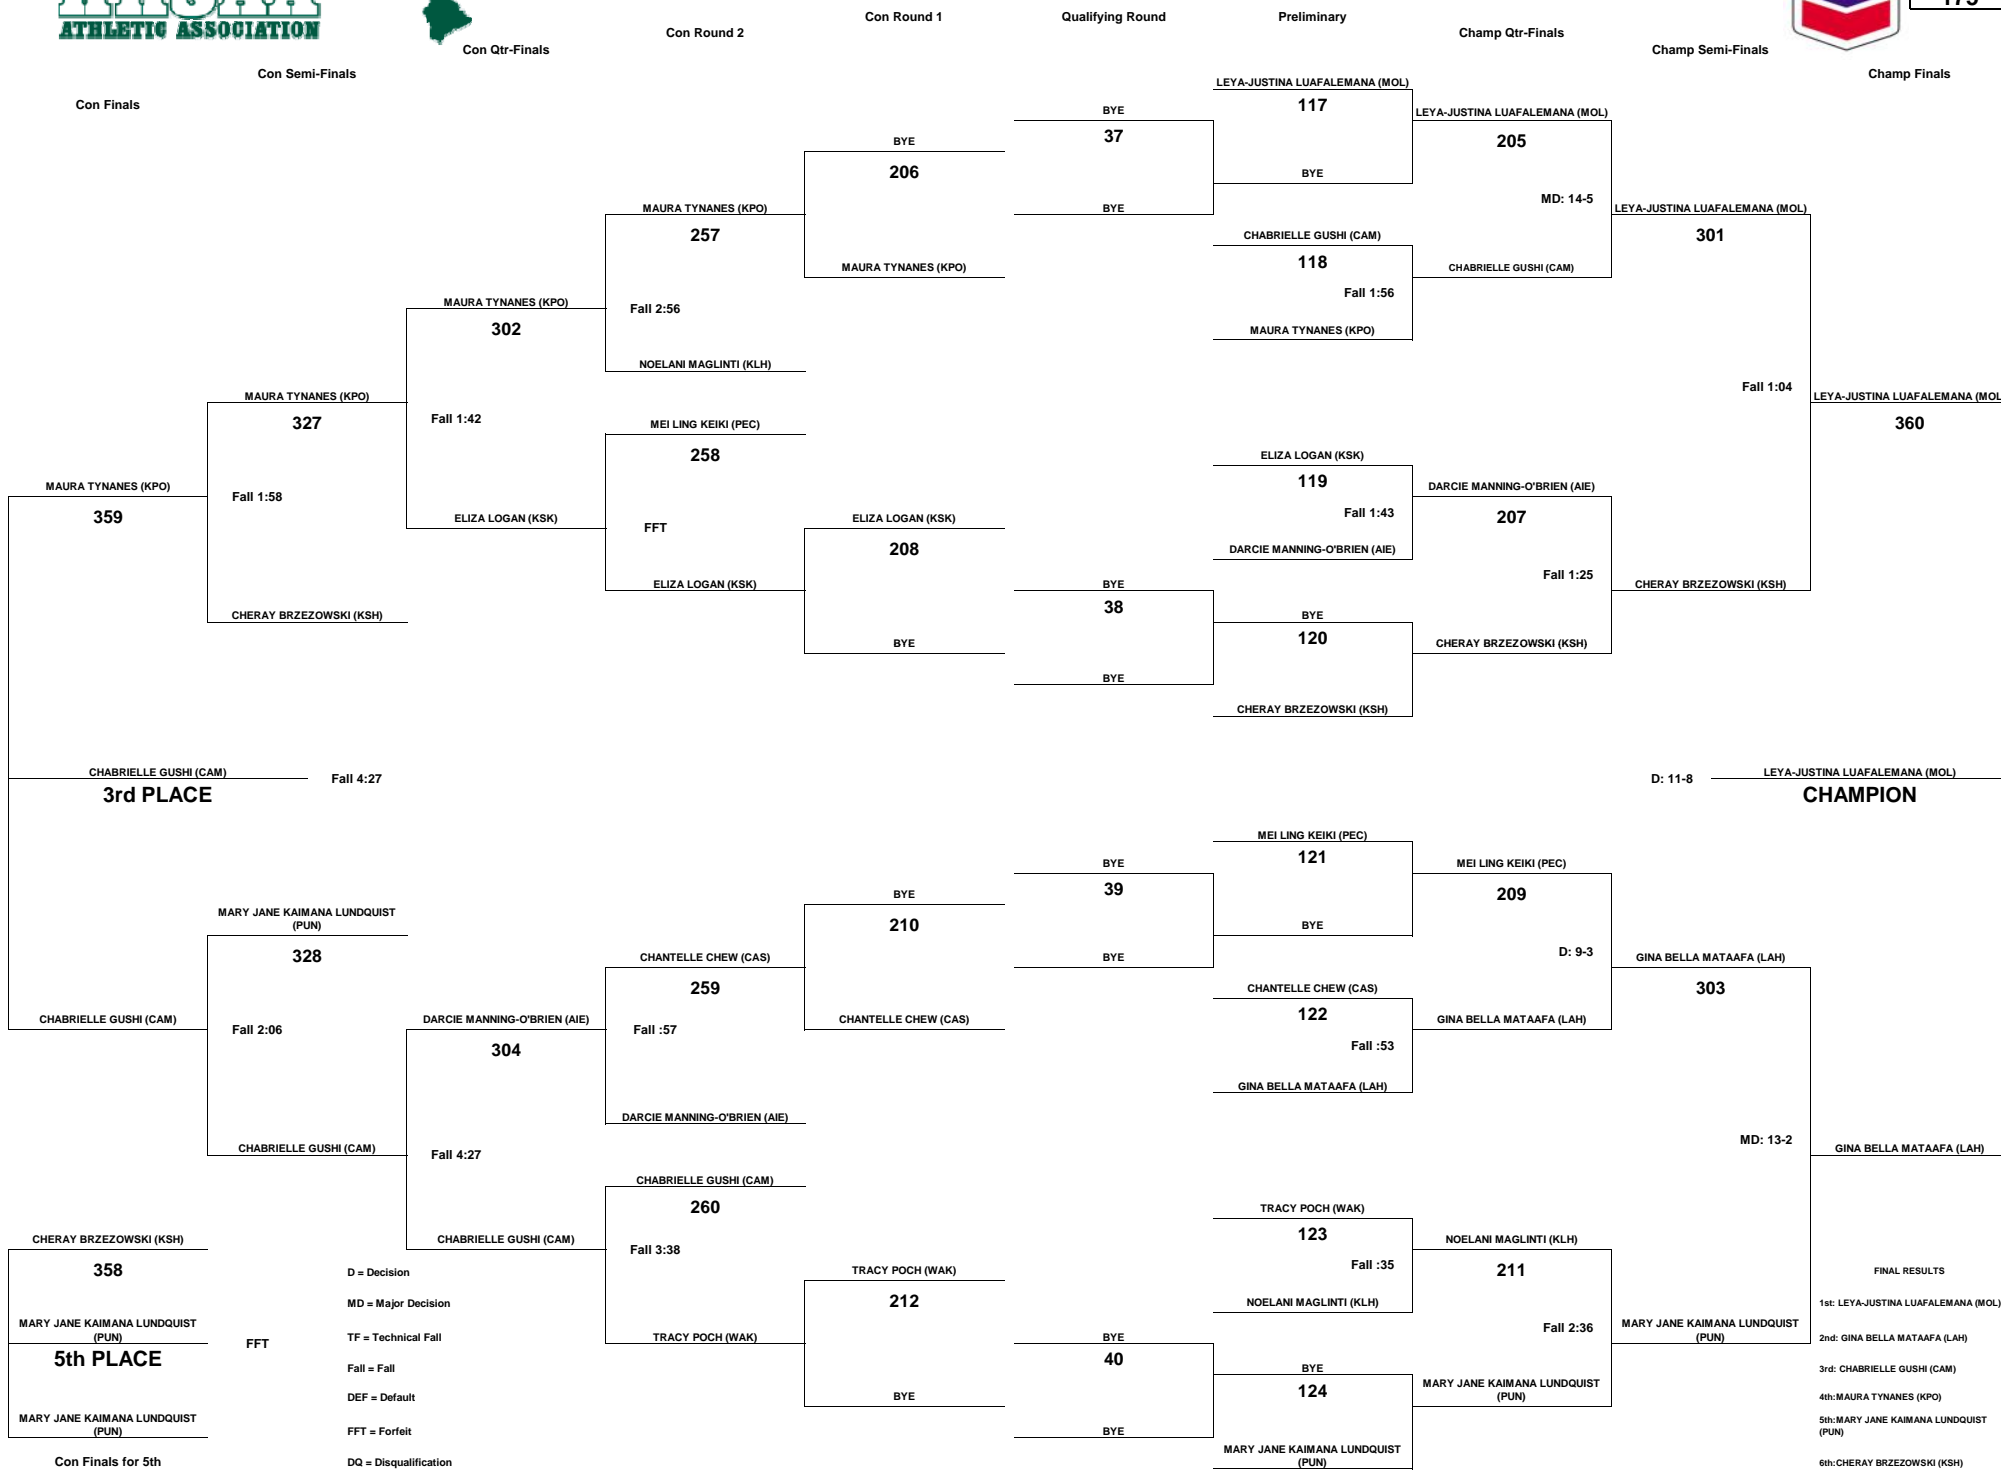 ATHLETIC ASSOCIATION
Con Round 1
Qualifying Round
Preliminary
Con Round 2
Champ Qtr-Finals
Con Qtr-Finals
Champ Semi-Finals
Con Semi-Finals
Champ Finals
Con Finals
LEYA-JUSTINA LUAFALEMANA (MOL)
117
BYE
37
BYE
LEYA-JUSTINA LUAFALEMANA (MOL)
205
BYE
206
BYE
MD: 14-5
MAURA TYNANES (KPO)
257
LEYA-JUSTINA LUAFALEMANA (MOL)
301
CHABRIELLE GUSHI (CAM)
118
Fall 1:56
MAURA TYNANES (KPO)
MAURA TYNANES (KPO)
CHABRIELLE GUSHI (CAM)
MAURA TYNANES (KPO)
302
Fall 2:56
NOELANI MAGLINTI (KLH)
Fall 1:04
MAURA TYNANES (KPO)
327
Fall 1:42
LEYA-JUSTINA LUAFALEMANA (MOL
360
MEI LING KEIKI (PEC)
258
ELIZA LOGAN (KSK)
119
Fall 1:43
DARCIE MANNING-O'BRIEN (AIE)
MAURA TYNANES (KPO)
359
Fall 1:58
DARCIE MANNING-O'BRIEN (AIE)
207
Fall 1:25
ELIZA LOGAN (KSK)
FFT
ELIZA LOGAN (KSK)
208
ELIZA LOGAN (KSK)
BYE
38
BYE
CHERAY BRZEZOWSKI (KSH)
CHERAY BRZEZOWSKI (KSH)
BYE
120
BYE
CHERAY BRZEZOWSKI (KSH)
CHERAY BRZEZOWSKI (KSH)
CHABRIELLE GUSHI (CAM)
3rd PLACE
Fall 4:27
D: 11-8
LEYA-JUSTINA LUAFALEMANA (MOL)
CHAMPION
MEI LING KEIKI (PEC)
121
BYE
39
BYE
MEI LING KEIKI (PEC)
209
BYE
210
BYE
D: 9-3
MARY JANE KAIMANA LUNDQUIST
(PUN)
328
Fall 2:06
CHANTELLE CHEW (CAS)
259
GINA BELLA MATAAFA (LAH)
303
CHANTELLE CHEW (CAS)
122
Fall :53
GINA BELLA MATAAFA (LAH)
CHABRIELLE GUSHI (CAM)
DARCIE MANNING-O'BRIEN (AIE)
304
Fall :57
CHANTELLE CHEW (CAS)
GINA BELLA MATAAFA (LAH)
DARCIE MANNING-O'BRIEN (AIE)
CHABRIELLE GUSHI (CAM)
Fall 4:27
MD: 13-2
GINA BELLA MATAAFA (LAH)
CHABRIELLE GUSHI (CAM)
260
TRACY POCH (WAK)
123
Fall :35
NOELANI MAGLINTI (KLH)
CHERAY BRZEZOWSKI (KSH)
358
CHABRIELLE GUSHI (CAM)
Fall 3:38
NOELANI MAGLINTI (KLH)
211
Fall 2:36
TRACY POCH (WAK)
212
MARY JANE KAIMANA LUNDQUIST
(PUN)
5th PLACE
FFT
TRACY POCH (WAK)
BYE
40
BYE
MARY JANE KAIMANA LUNDQUIST
(PUN)
BYE
124
BYE
MARY JANE KAIMANA LUNDQUIST
(PUN)
MARY JANE KAIMANA LUNDQUIST
(PUN)
MARY JANE KAIMANA LUNDQUIST
(PUN)
Con Finals for 5th
D = Decision
MD = Major Decision
TF = Technical Fall
Fall = Fall
DEF = Default
FFT = Forfeit
DQ = Disqualification
FINAL RESULTS
1st: LEYA-JUSTINA LUAFALEMANA (MOL)
2nd: GINA BELLA MATAAFA (LAH)
3rd: CHABRIELLE GUSHI (CAM)
4th:MAURA TYNANES (KPO)
5th:MARY JANE KAIMANA LUNDQUIST
(PUN)
6th:CHERAY BRZEZOWSKI (KSH)